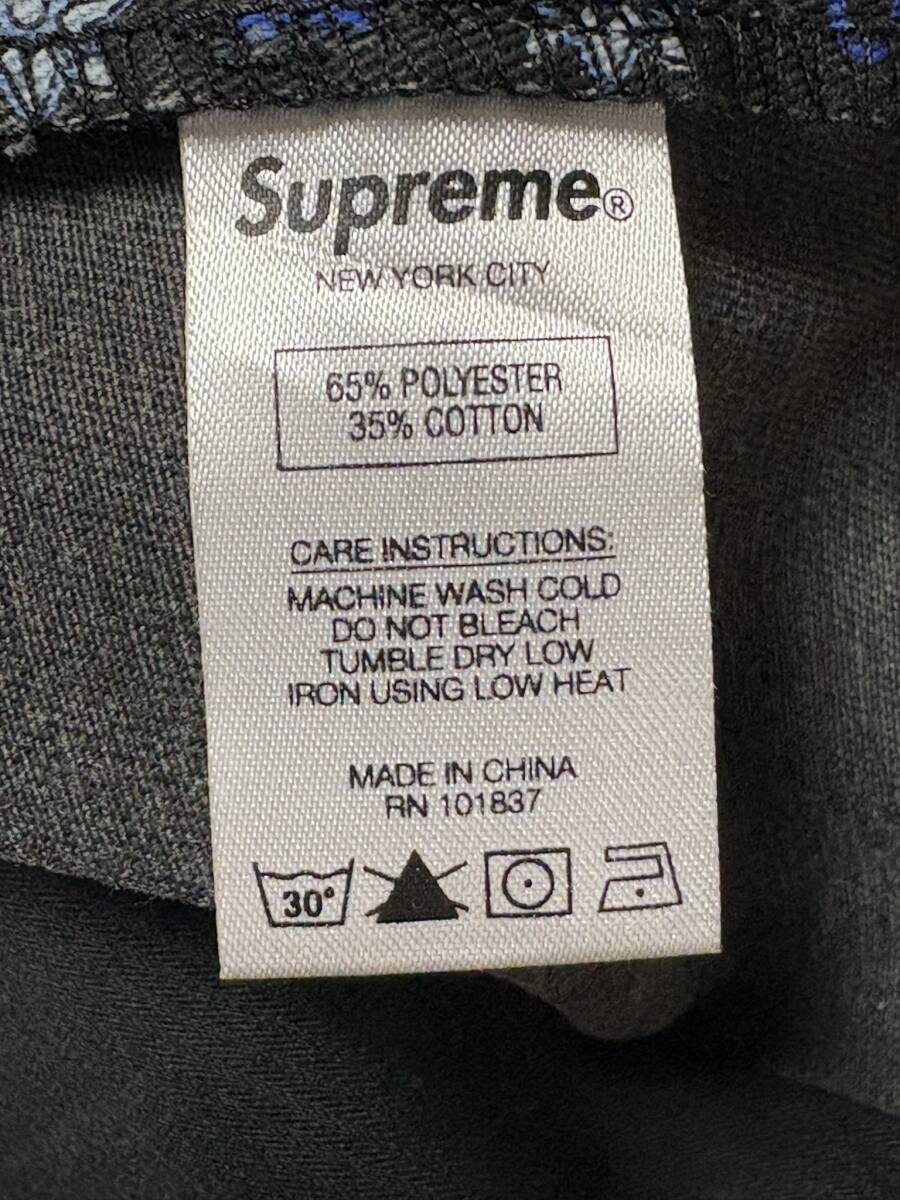 Supreme®
NEW YORK CITY
65% POLYESTER
35% COTTON
CARE INSTRUCTIONS:
MACHINE WASH COLD
DO NOT BLEACH
TUMBLE DRY LOW
IRON USING LOW HEAT
MADE IN CHINA
RN 101837
30°